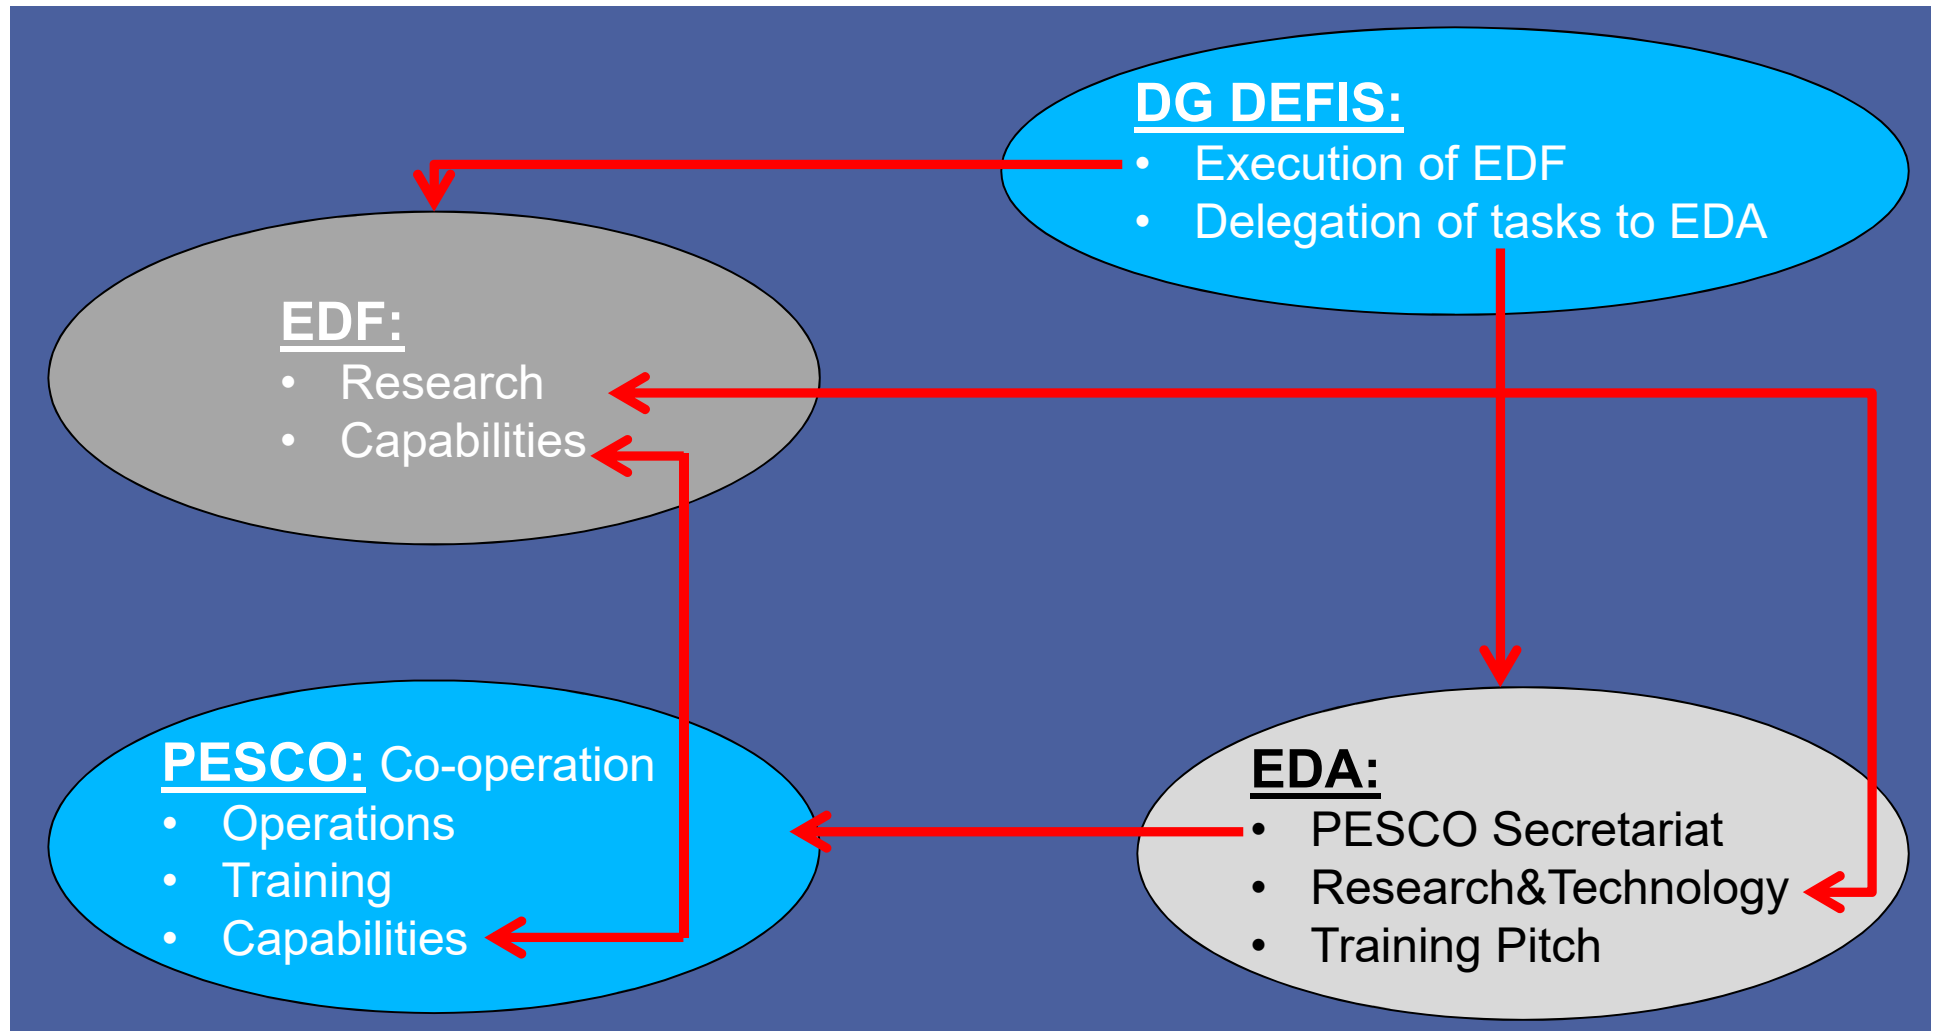 DG DEFIS:
• Execution of EDF
• Delegation of tasks to EDA
EDF:
• Research
• Capabilities
PESCO: Co-operation
• Operations
• Training
• Capabilities
EDA:
• PESCO Secretariat
• Research&Technology
• Training Pitch